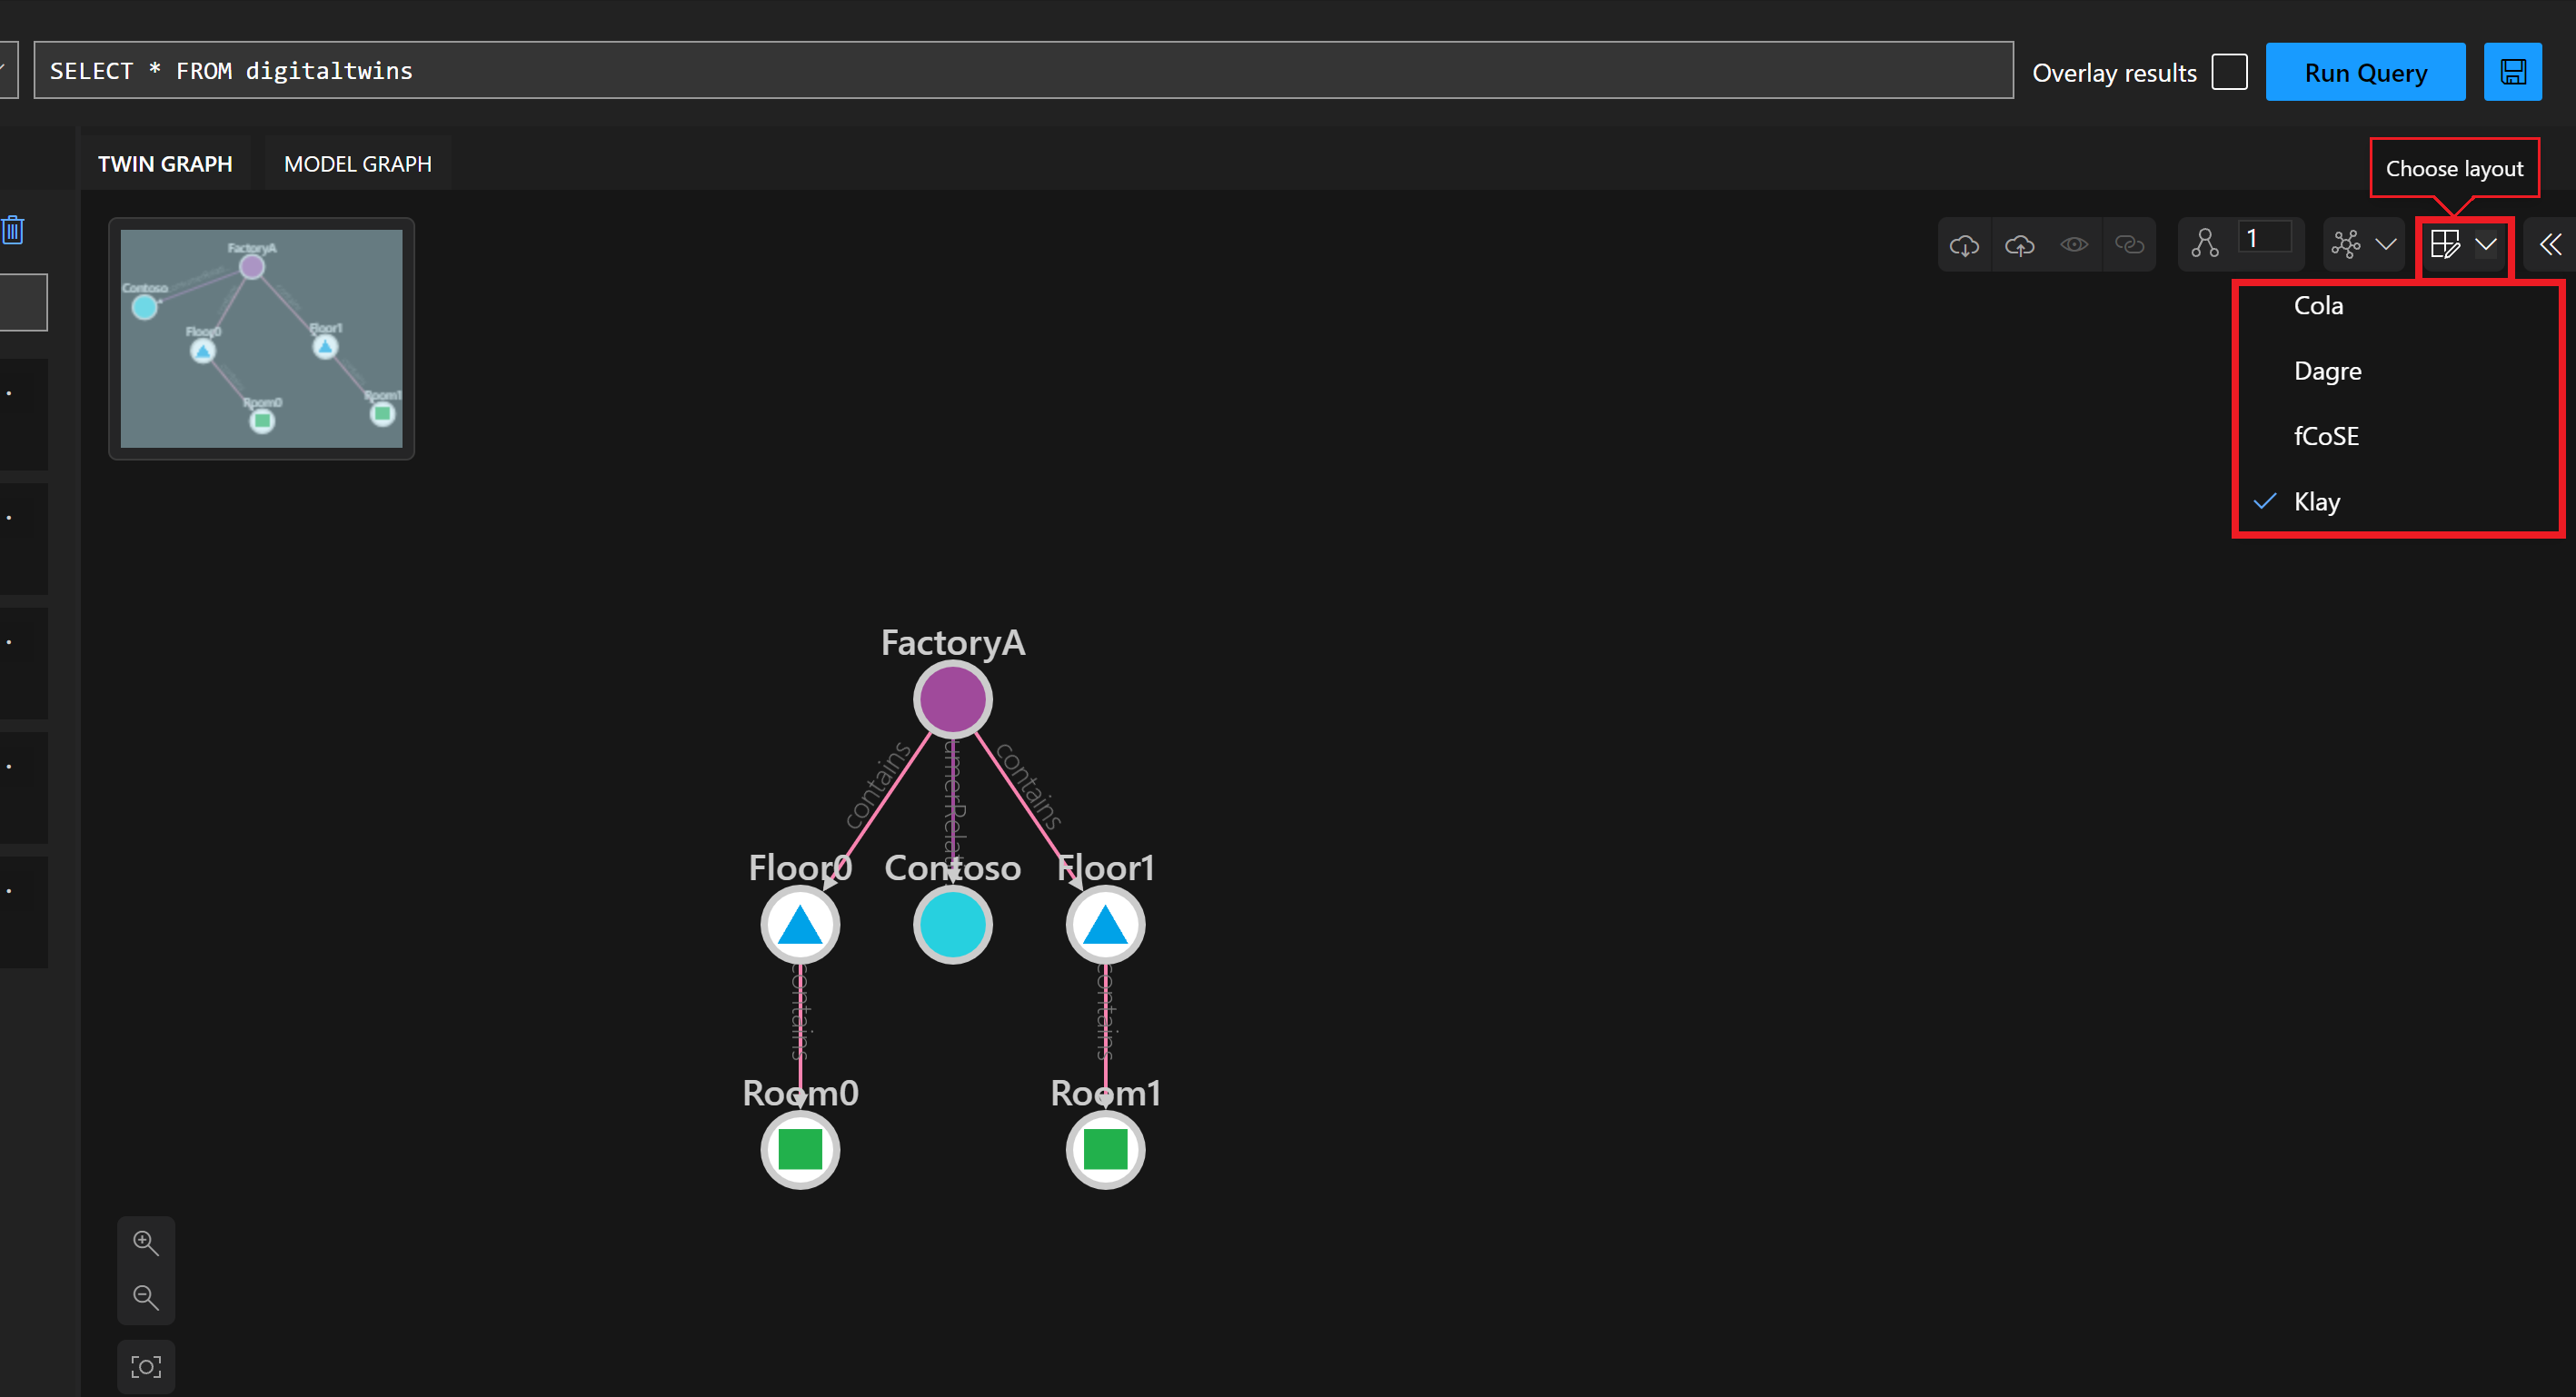 SELECT * FROM digitaltwins
Overlay results
Run Query
TWIN GRAPH
MODEL GRAPH
Choose layout
1
Cola
Dagre
fCoSE
Klay
FactoryA
Contoso
Floor0
Floor1
Room0
Room1
FactoryA
contains
contains
Floor0
Contoso
Floor1
contains
contains
Room0
Room1